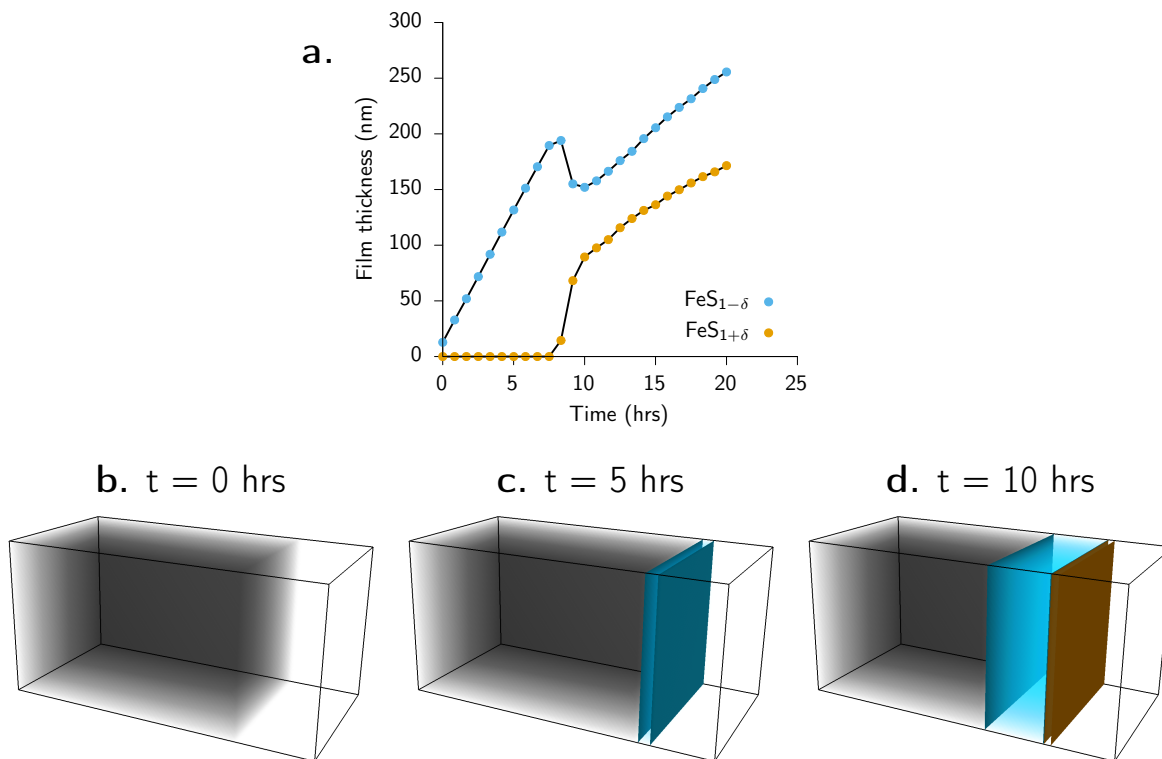 a.
Film thickness (nm)
300
250
200
150
100
50
0
0 5 10 15 20 25
Time (hrs)
FeS₁₋δ
FeS₁₊δ
b. t = 0 hrs
c. t = 5 hrs
d. t = 10 hrs